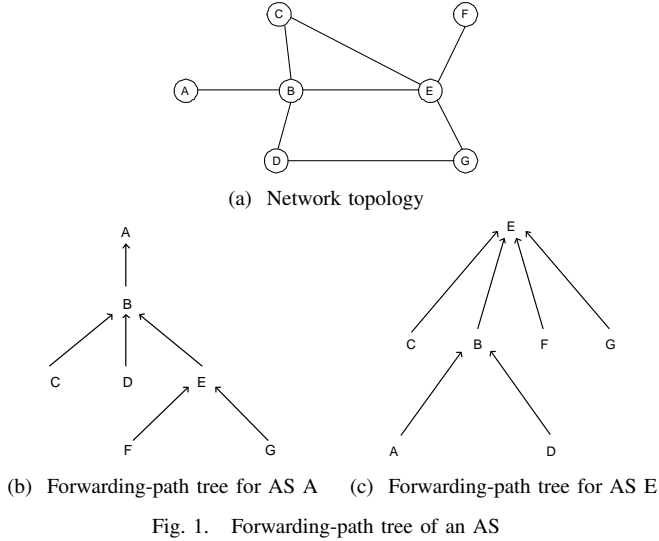 C
F
A
B
E
D
G
(a) Network topology
A
B
C
D
E
F
G
(b) Forwarding-path tree for AS A
E
C
B
F
G
A
D
(c) Forwarding-path tree for AS E
Fig. 1. Forwarding-path tree of an AS